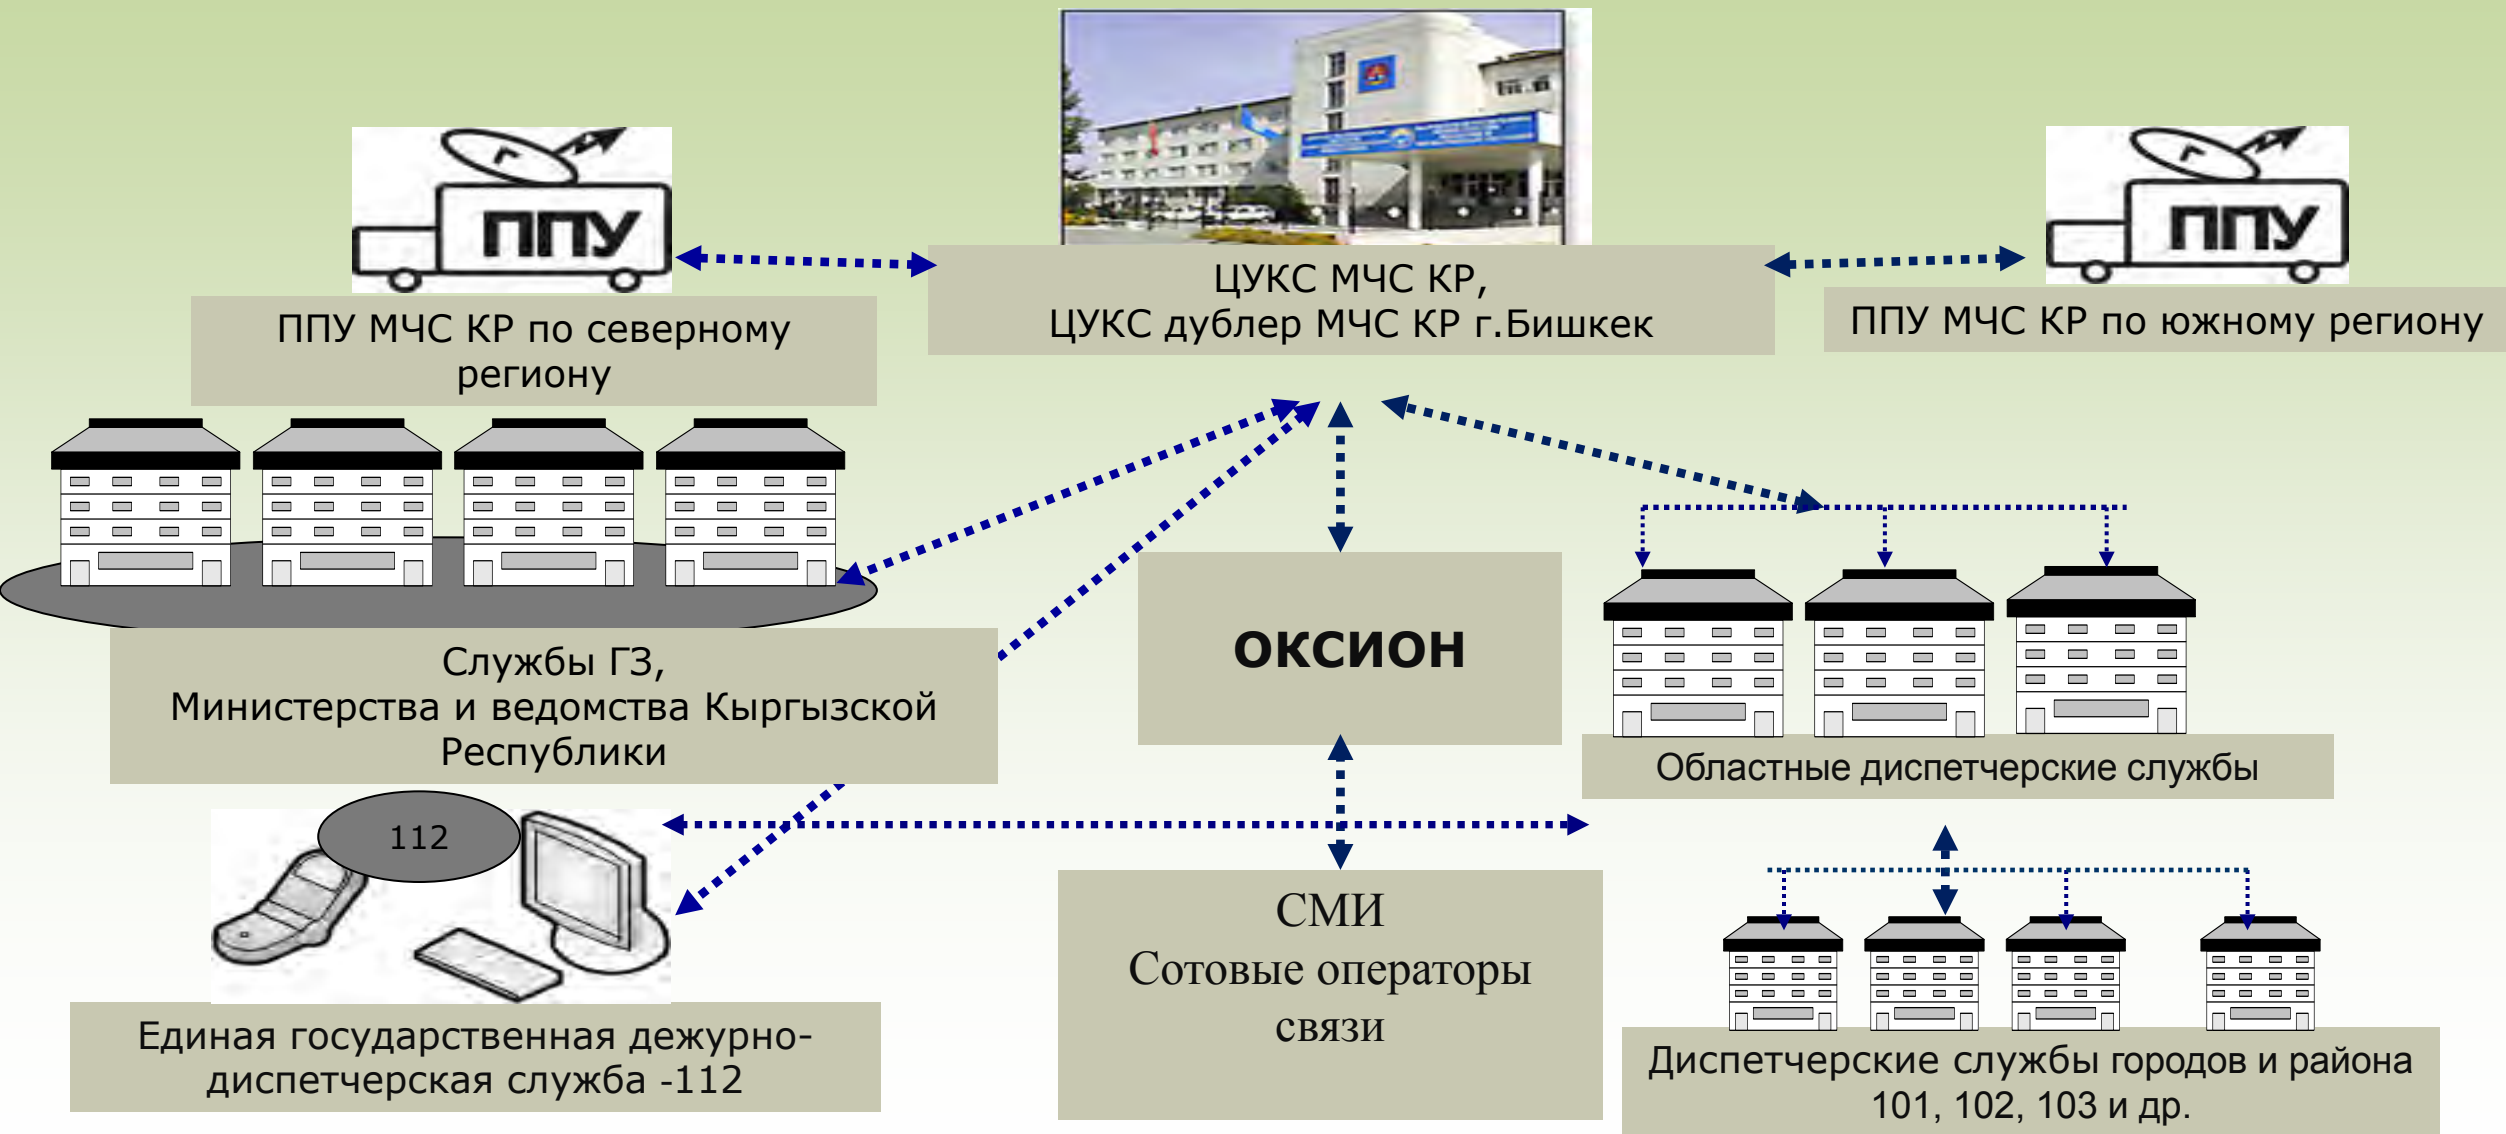 ППУ
ППУ
ЦУКС МЧС КР,
ЦУКС дублер МЧС КР г.Бишкек
ППУ МЧС КР по северному
региону
ППУ МЧС КР по южному региону
ОКСИОН
Службы ГЗ,
Министерства и ведомства Кыргызской
Республики
Областные диспетчерские службы
112
СМИ
Сотовые операторы
связи
Единая государственная дежурно-
диспетчерская служба -112
Диспетчерские службы городов и района
101, 102, 103 и др.